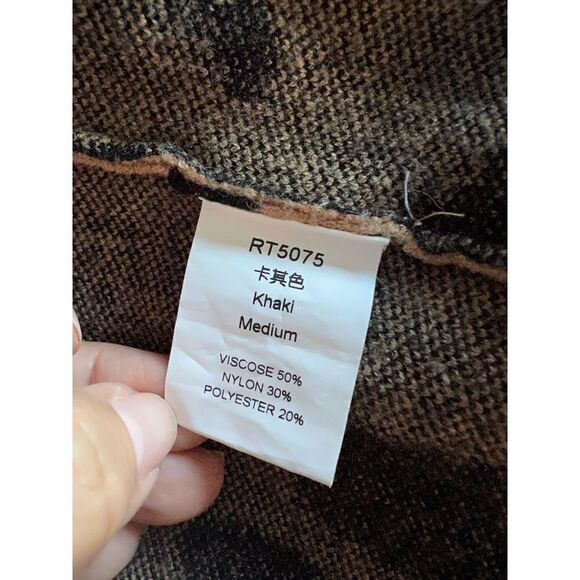 RT5075
卡其色
Khaki
Medium
VISCOSE 50%
NYLON 30%
POLYESTER 20%